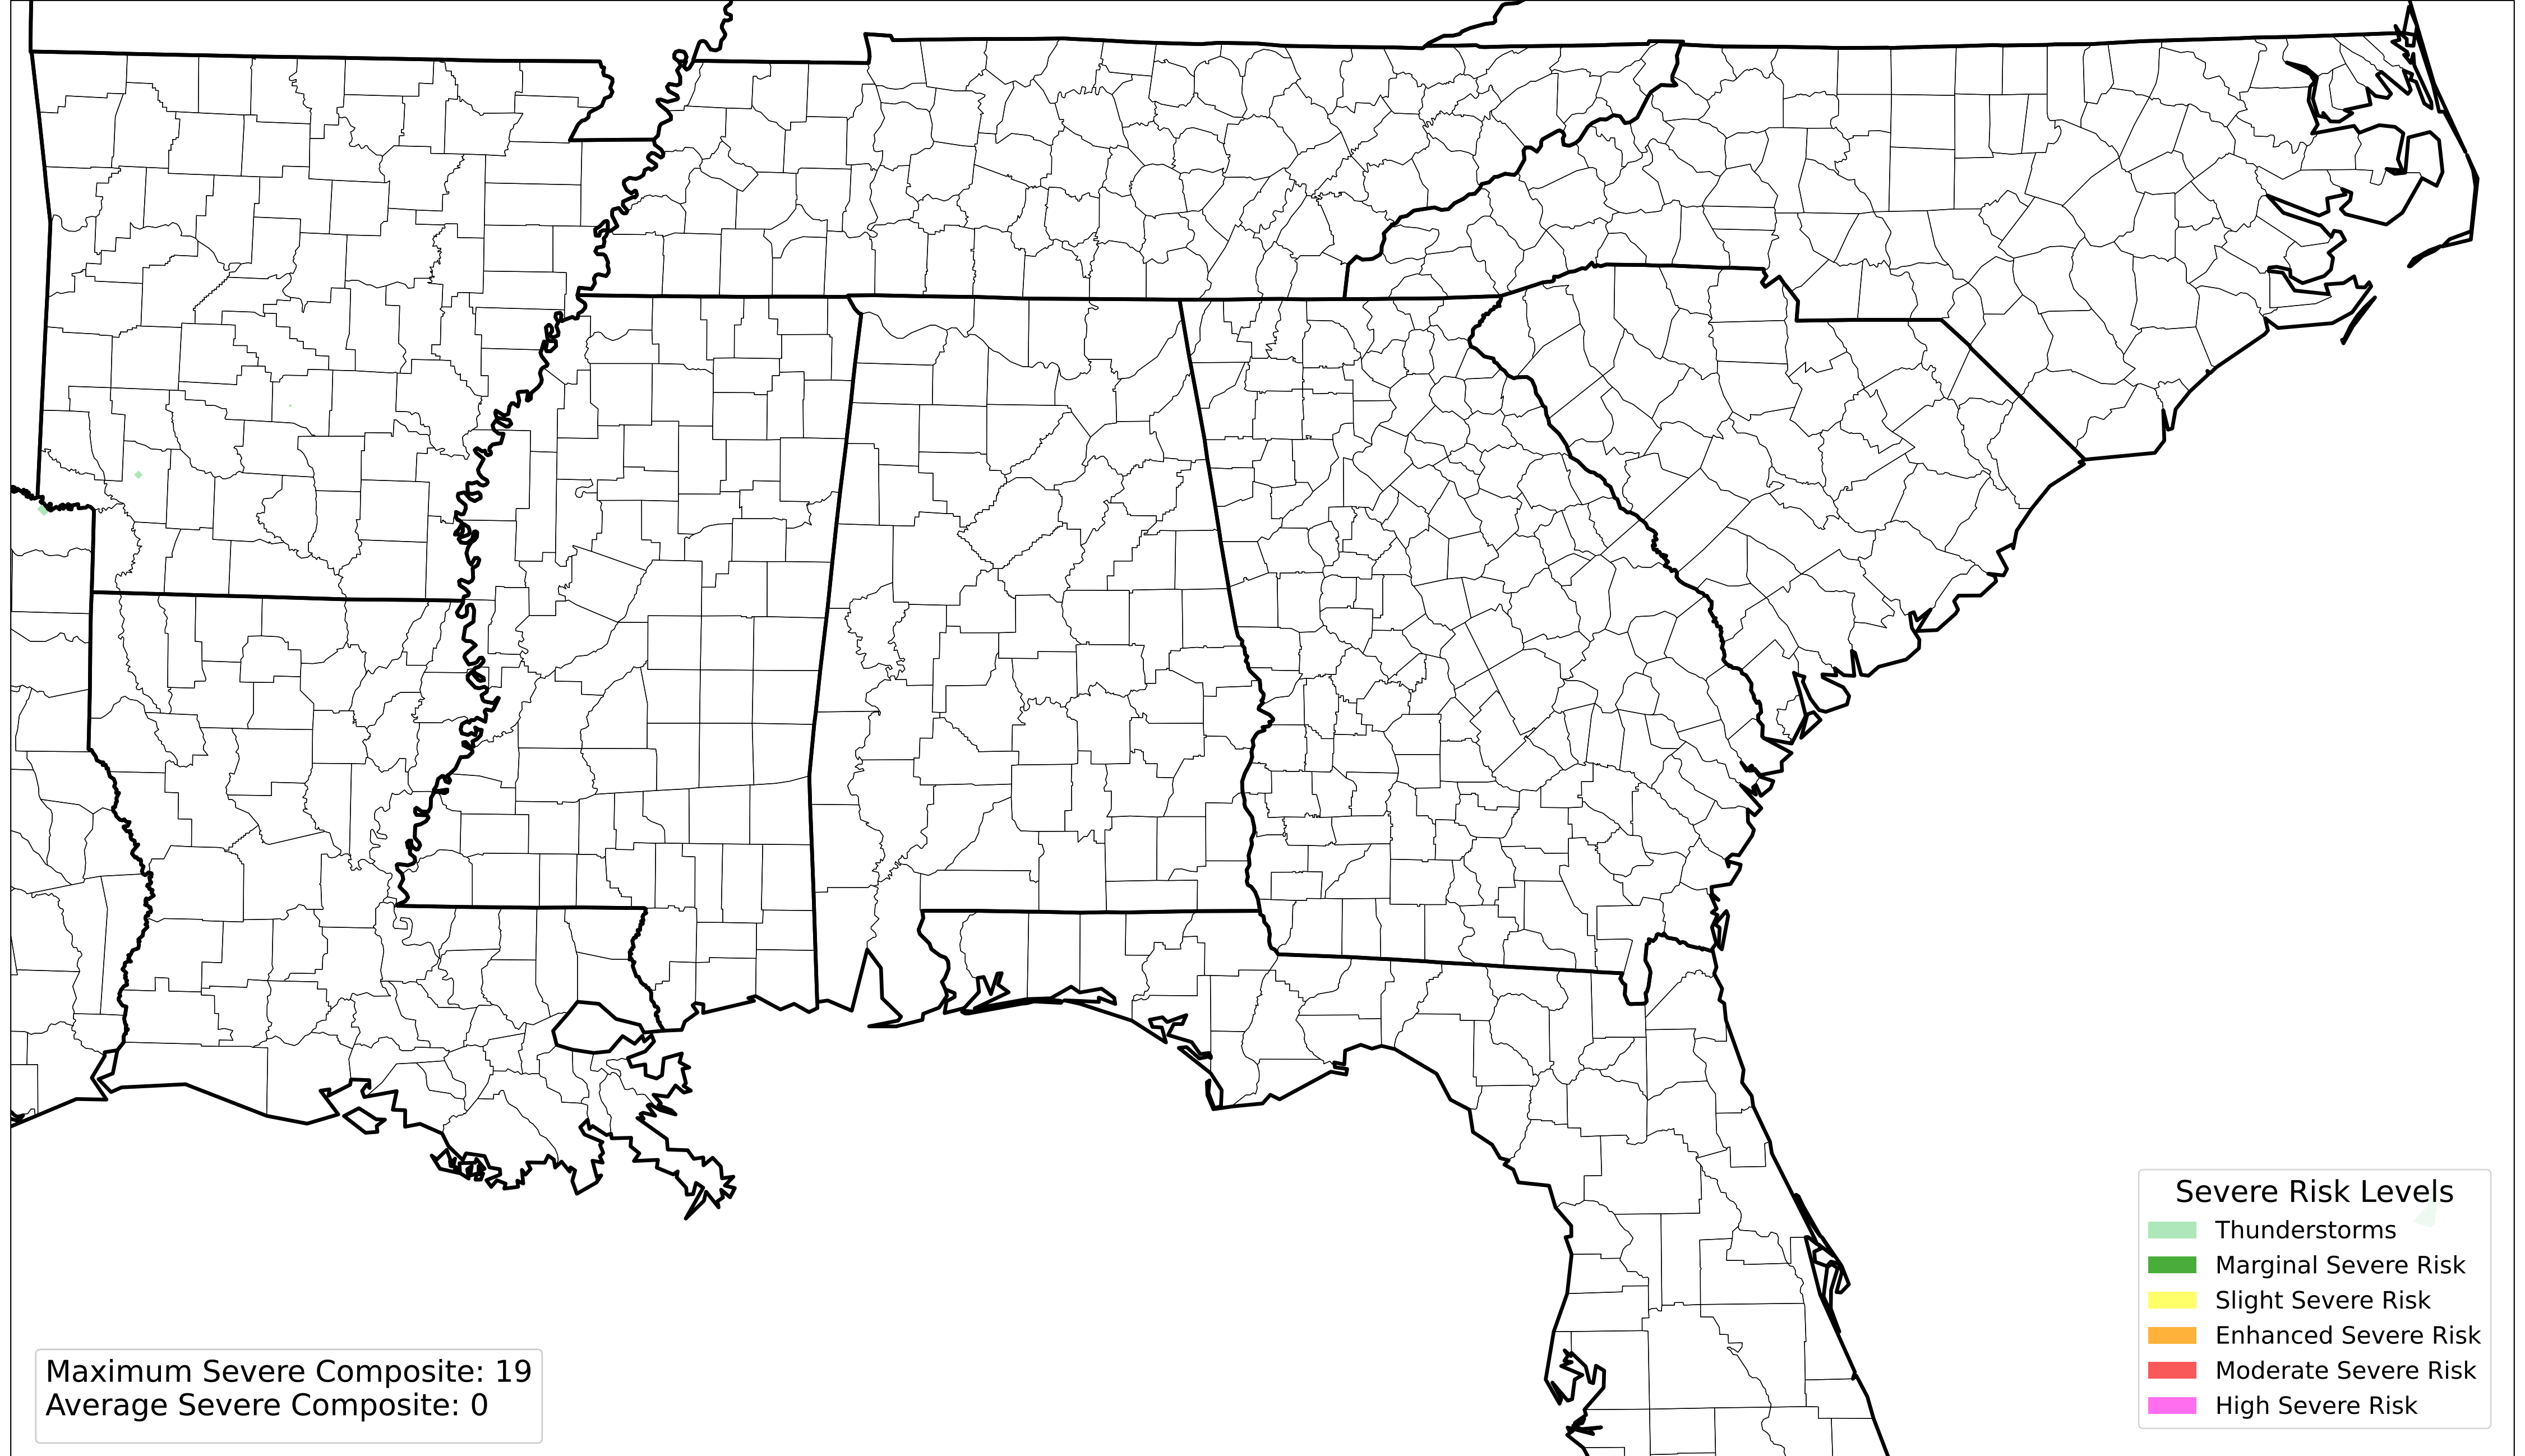 Severe Risk Levels
Thunderstorms
Marginal Severe Risk
Slight Severe Risk
Enhanced Severe Risk
Moderate Severe Risk
High Severe Risk
Maximum Severe Composite: 19
Average Severe Composite: 0